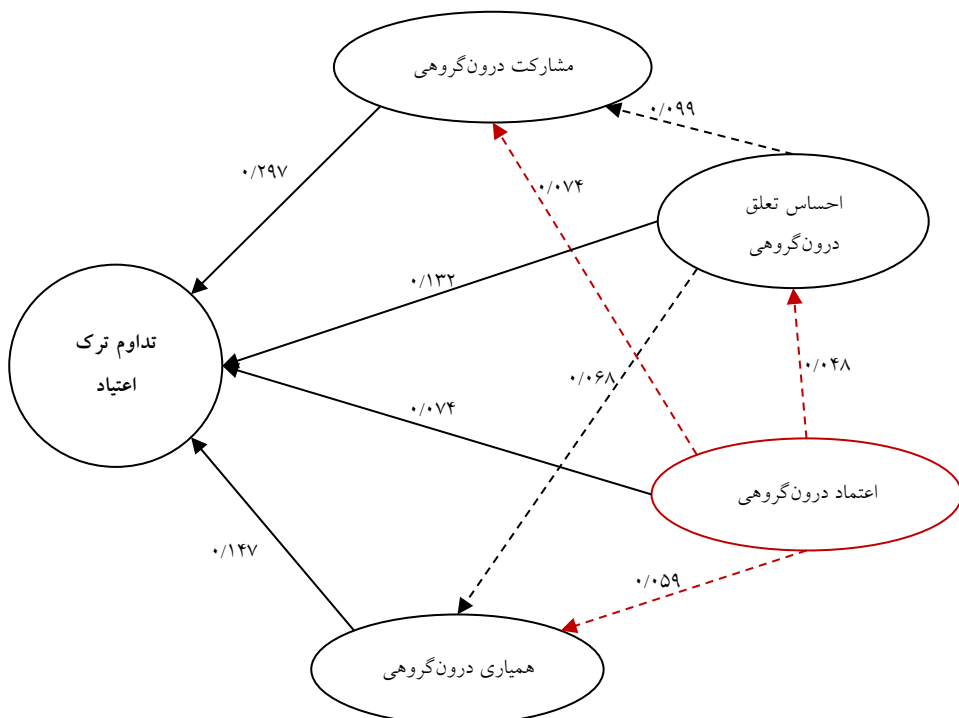 مشارکت درون‌گروهی
۰/۰۹۹
۰/۲۹۷
۰/۰۷۴
احساس تعلق
درون‌گروهی
۰/۱۳۲
تداوم ترک
اعتیاد
۰/۰۶۸
۰/۰۴۸
۰/۰۷۴
اعتماد درون‌گروهی
۰/۱۴۷
۰/۰۵۹
همیاری درون‌گروهی